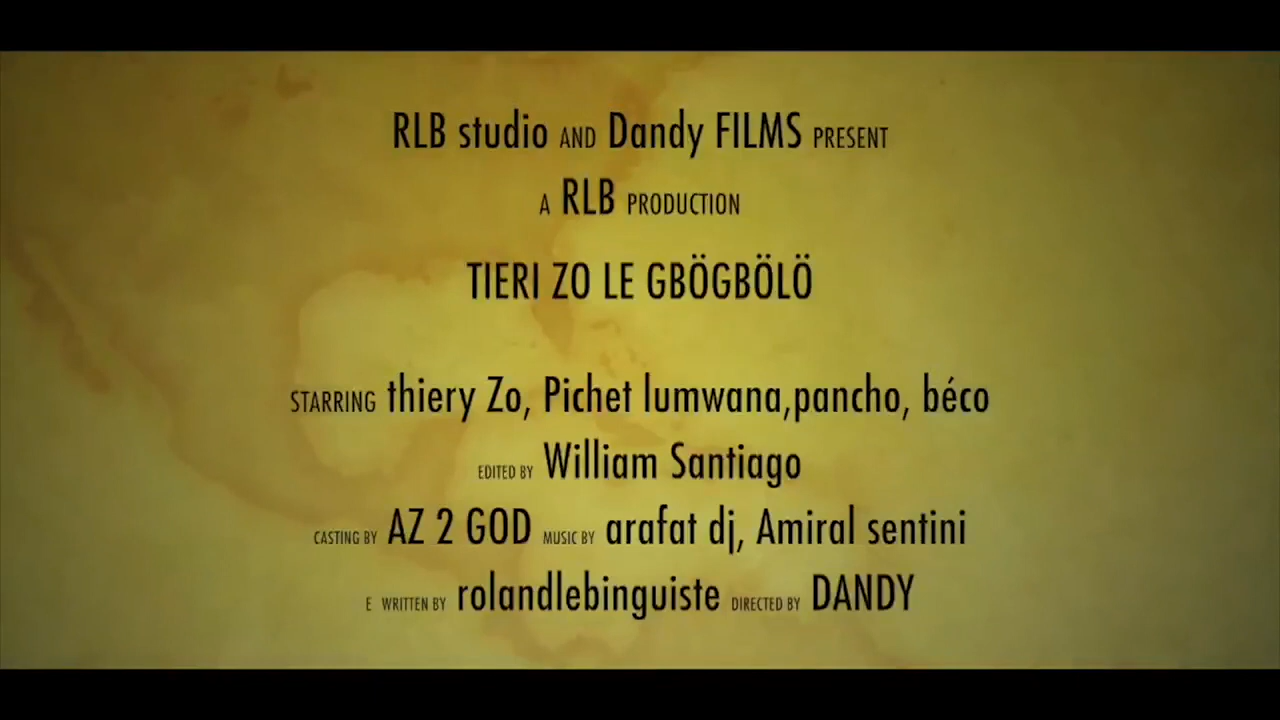 RLB studio AND Dandy FILMS PRESENT
A RLB PRODUCTION
TIERI ZO LE GBÖGBÖLÖ
STARRING thiery Zo, Pichet lumwana,pancho, béco
EDITED BY William Santiago
CASTING BY AZ 2 GOD MUSIC BY arafat dj, Amiral sentini
E WRITTEN BY rolandlebinguiste DIRECTED BY DANDY